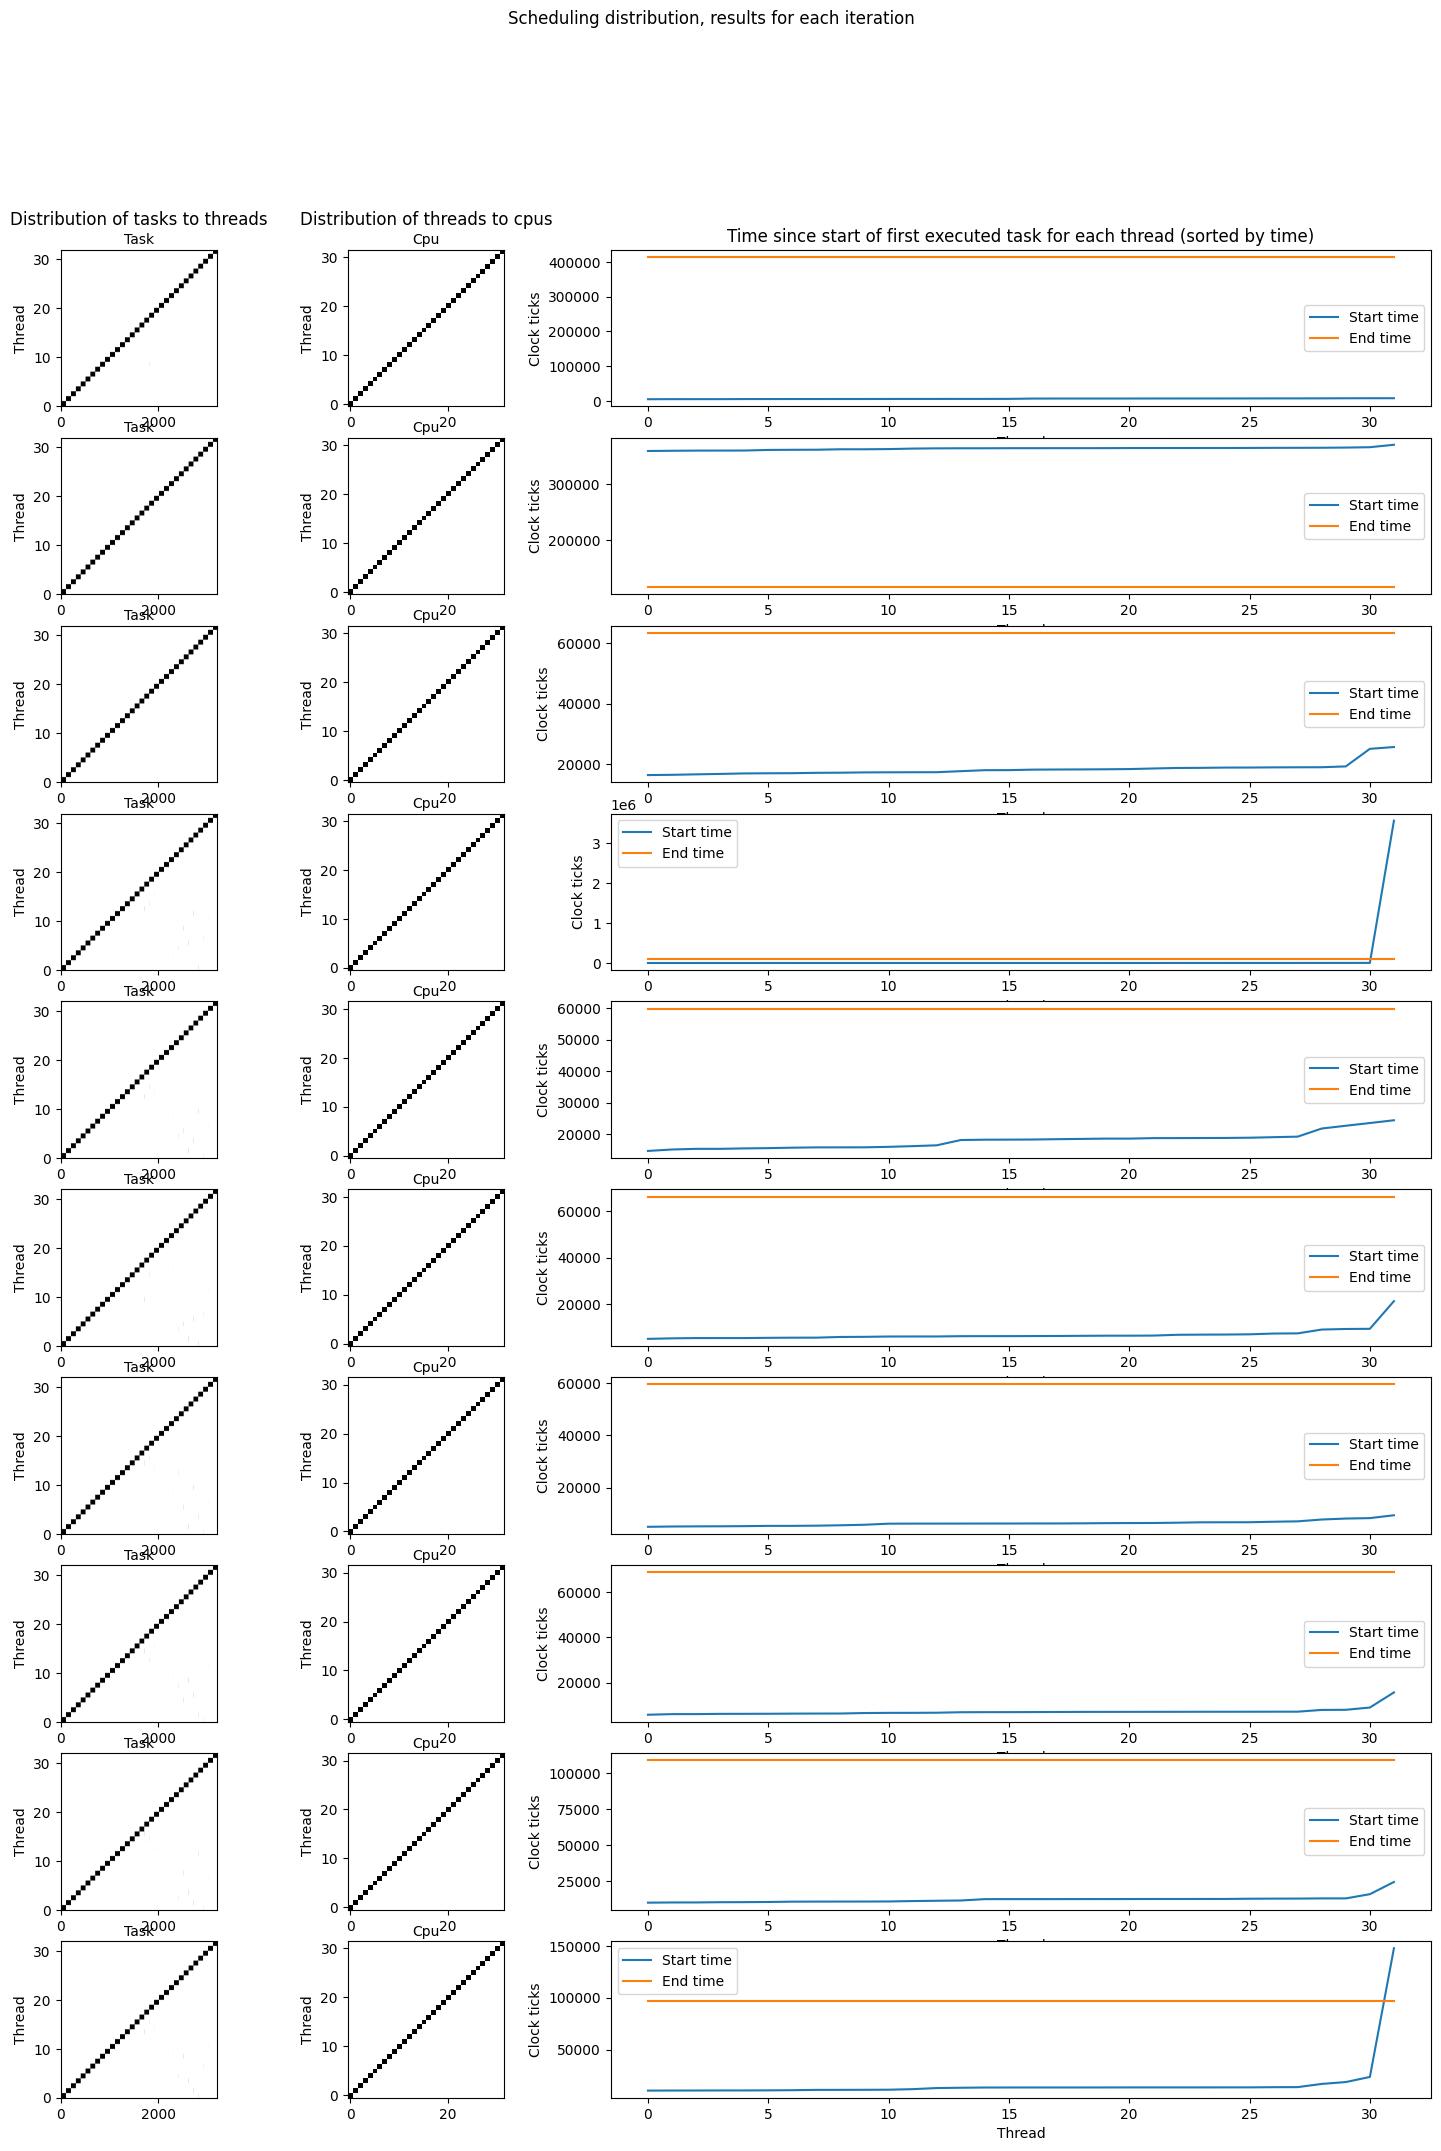 Scheduling distribution, results for each iteration
Distribution of tasks to threads
Distribution of threads to cpus
Time since start of first executed task for each thread (sorted by time)
Task
Thread
30
20
10
0
0 2000
Cpu
Thread
30
20
10
0
0 20
Clock ticks
400000
300000
200000
100000
0
Start time
End time
0 5 10 15 20 25 30
Task
Thread
30
20
10
0
0 2000
Cpu
Thread
30
20
10
0
0 20
Clock ticks
300000
200000
Start time
End time
0 5 10 15 20 25 30
Task
Thread
30
20
10
0
0 2000
Cpu
Thread
30
20
10
0
0 20
Clock ticks
60000
40000
20000
Start time
End time
0 5 10 15 20 25 30
Task
Thread
30
20
10
0
0 2000
Cpu
Thread
30
20
10
0
0 20
1e6
Clock ticks
3
2
1
0
Start time
End time
0 5 10 15 20 25 30
Task
Thread
30
20
10
0
0 2000
Cpu
Thread
30
20
10
0
0 20
Clock ticks
60000
50000
40000
30000
20000
Start time
End time
0 5 10 15 20 25 30
Task
Thread
30
20
10
0
0 2000
Cpu
Thread
30
20
10
0
0 20
Clock ticks
60000
40000
20000
Start time
End time
0 5 10 15 20 25 30
Task
Thread
30
20
10
0
0 2000
Cpu
Thread
30
20
10
0
0 20
Clock ticks
60000
40000
20000
Start time
End time
0 5 10 15 20 25 30
Task
Thread
30
20
10
0
0 2000
Cpu
Thread
30
20
10
0
0 20
Clock ticks
60000
40000
20000
Start time
End time
0 5 10 15 20 25 30
Task
Thread
30
20
10
0
0 2000
Cpu
Thread
30
20
10
0
0 20
Clock ticks
100000
75000
50000
25000
Start time
End time
0 5 10 15 20 25 30
Task
Thread
30
20
10
0
0 2000
Cpu
Thread
30
20
10
0
0 20
Clock ticks
150000
100000
50000
Start time
End time
0 5 10 15 20 25 30
Thread